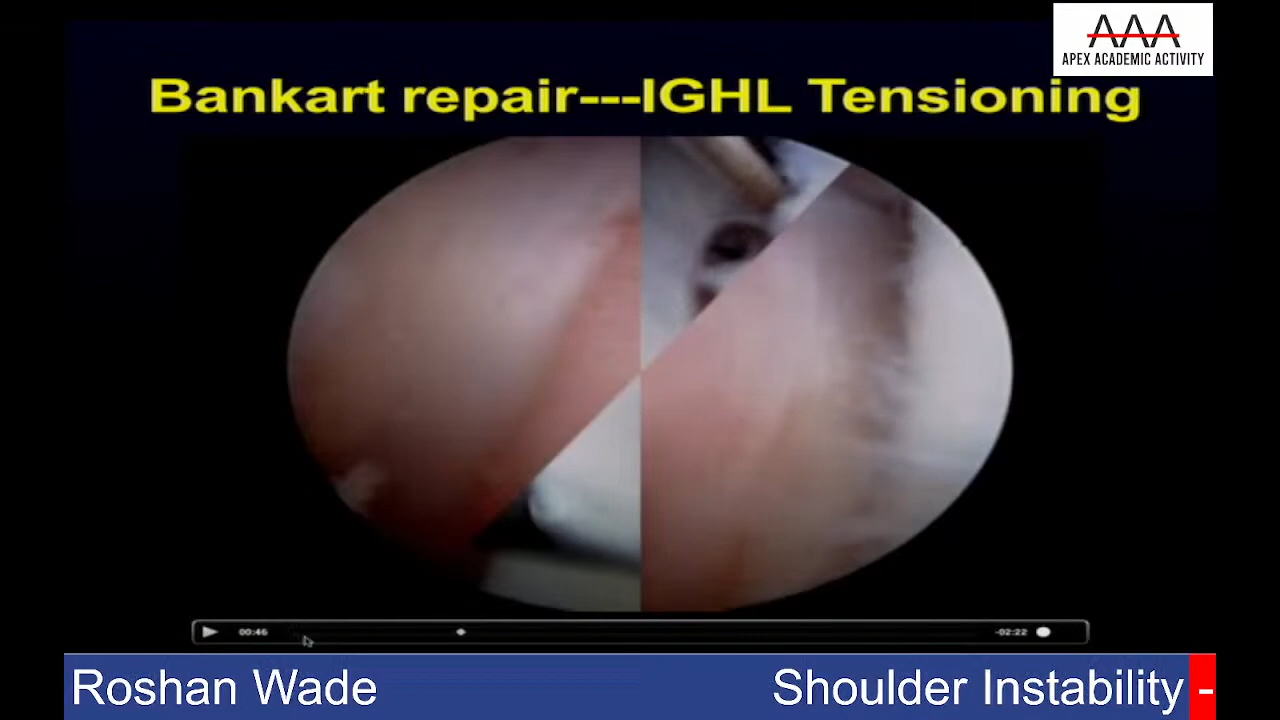 AAA
APEX ACADEMIC ACTIVITY
Bankart repair---IGHL Tensioning
00:46
-02:22
Roshan Wade
Shoulder Instability -